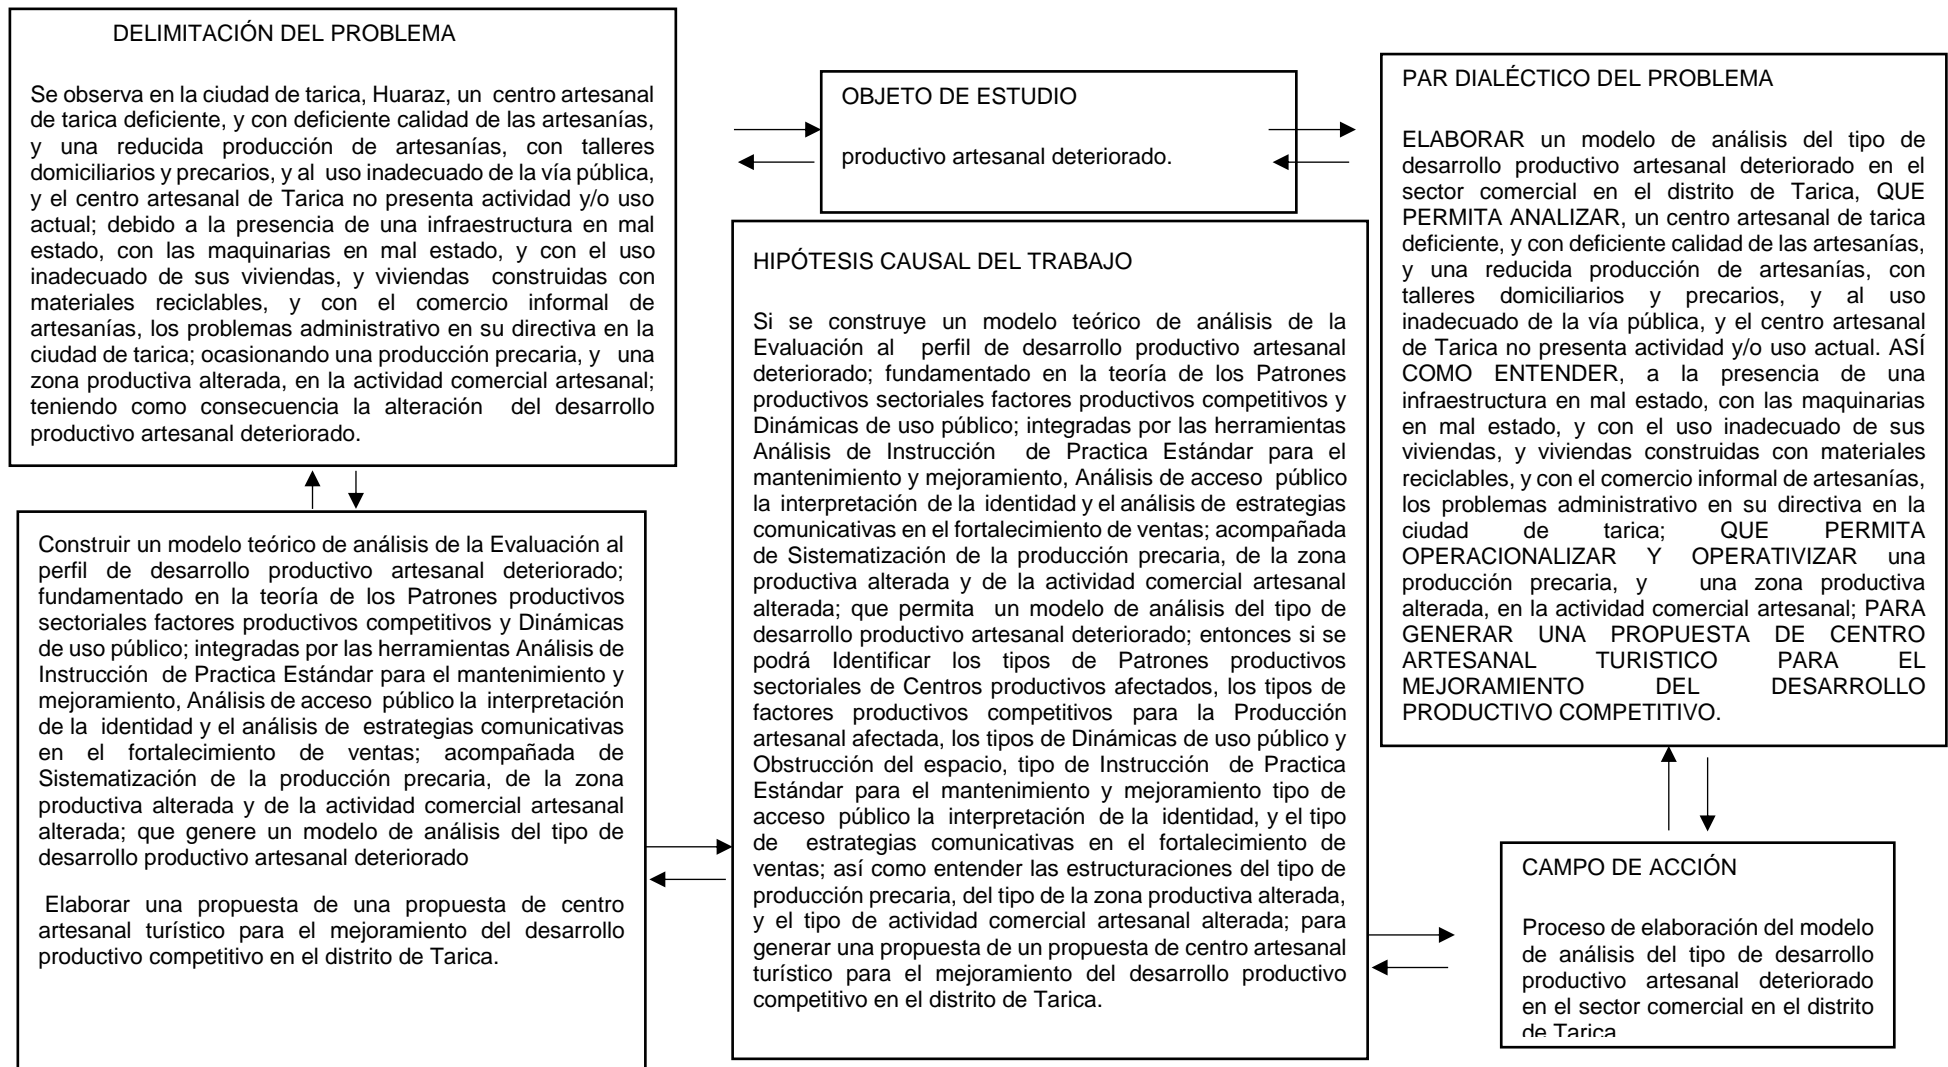 DELIMITACIÓN DEL PROBLEMA
Se observa en la ciudad de tarica, Huaraz, un centro artesanal
de tarica deficiente, y con deficiente calidad de las artesanías,
y una reducida producción de artesanías, con talleres
domiciliarios y precarios, y al uso inadecuado de la vía pública,
y el centro artesanal de Tarica no presenta actividad y/o uso
actual; debido a la presencia de una infraestructura en mal
estado, con las maquinarias en mal estado, y con el uso
inadecuado de sus viviendas, y viviendas construidas con
materiales reciclables, y con el comercio informal de
artesanías, los problemas administrativo en su directiva en la
ciudad de tarica; ocasionando una producción precaria, y una
zona productiva alterada, en la actividad comercial artesanal;
teniendo como consecuencia la alteración del desarrollo
productivo artesanal deteriorado.
Construir un modelo teórico de análisis de la Evaluación al
perfil de desarrollo productivo artesanal deteriorado;
fundamentado en la teoría de los Patrones productivos
sectoriales factores productivos competitivos y Dinámicas
de uso público; integradas por las herramientas Análisis de
Instrucción de Practica Estándar para el mantenimiento y
mejoramiento, Análisis de acceso público la interpretación
de la identidad y el análisis de estrategias comunicativas
en el fortalecimiento de ventas; acompañada de
Sistematización de la producción precaria, de la zona
productiva alterada y de la actividad comercial artesanal
alterada; que genere un modelo de análisis del tipo de
desarrollo productivo artesanal deteriorado
Elaborar una propuesta de una propuesta de centro
artesanal turístico para el mejoramiento del desarrollo
productivo competitivo en el distrito de Tarica.
OBJETO DE ESTUDIO
productivo artesanal deteriorado.
HIPÓTESIS CAUSAL DEL TRABAJO
Si se construye un modelo teórico de análisis de la
Evaluación al perfil de desarrollo productivo artesanal
deteriorado; fundamentado en la teoría de los Patrones
productivos sectoriales factores productivos competitivos y
Dinámicas de uso público; integradas por las herramientas
Análisis de Instrucción de Practica Estándar para el
mantenimiento y mejoramiento, Análisis de acceso público
la interpretación de la identidad y el análisis de estrategias
comunicativas en el fortalecimiento de ventas; acompañada
de Sistematización de la producción precaria, de la zona
productiva alterada y de la actividad comercial artesanal
alterada; que permita un modelo de análisis del tipo de
desarrollo productivo artesanal deteriorado; entonces si se
podrá Identificar los tipos de Patrones productivos
sectoriales de Centros productivos afectados, los tipos de
factores productivos competitivos para la Producción
artesanal afectada, los tipos de Dinámicas de uso público y
Obstrucción del espacio, tipo de Instrucción de Practica
Estándar para el mantenimiento y mejoramiento tipo de
acceso público la interpretación de la identidad, y el tipo
de estrategias comunicativas en el fortalecimiento de
ventas; así como entender las estructuraciones del tipo de
producción precaria, del tipo de la zona productiva alterada,
y el tipo de actividad comercial artesanal alterada; para
generar una propuesta de un propuesta de centro artesanal
turístico para el mejoramiento del desarrollo productivo
competitivo en el distrito de Tarica.
PAR DIALÉCTICO DEL PROBLEMA
ELABORAR un modelo de análisis del tipo de
desarrollo productivo artesanal deteriorado en el
sector comercial en el distrito de Tarica, QUE
PERMITA ANALIZAR, un centro artesanal de tarica
deficiente, y con deficiente calidad de las artesanías,
y una reducida producción de artesanías, con
talleres domiciliarios y precarios, y al uso
inadecuado de la vía pública, y el centro artesanal
de Tarica no presenta actividad y/o uso actual. ASÍ
COMO ENTENDER, a la presencia de una
infraestructura en mal estado, con las maquinarias
en mal estado, y con el uso inadecuado de sus
viviendas, y viviendas construidas con materiales
reciclables, y con el comercio informal de artesanías,
los problemas administrativo en su directiva en la
ciudad de tarica; QUE PERMITA
OPERACIONALIZAR Y OPERATIVIZAR una
producción precaria, y una zona productiva
alterada, en la actividad comercial artesanal; PARA
GENERAR UNA PROPUESTA DE CENTRO
ARTESANAL TURISTICO PARA EL
MEJORAMIENTO DEL DESARROLLO
PRODUCTIVO COMPETITIVO.
CAMPO DE ACCIÓN
Proceso de elaboración del modelo
de análisis del tipo de desarrollo
productivo artesanal deteriorado
en el sector comercial en el distrito
de Tarica